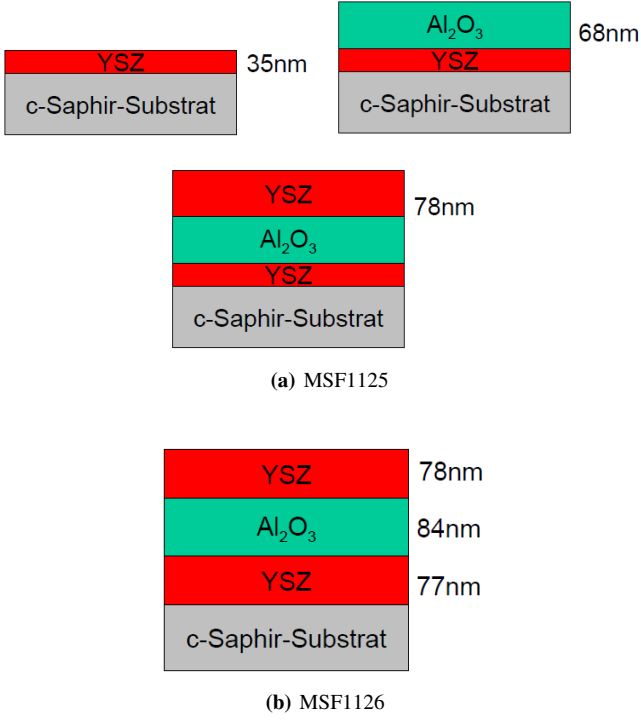 YSZ 35nm
c-Saphir-Substrat
Al₂O₃ 68nm
YSZ
c-Saphir-Substrat
YSZ 78nm
Al₂O₃
YSZ
c-Saphir-Substrat
(a) MSF1125
YSZ 78nm
Al₂O₃ 84nm
YSZ 77nm
c-Saphir-Substrat
(b) MSF1126